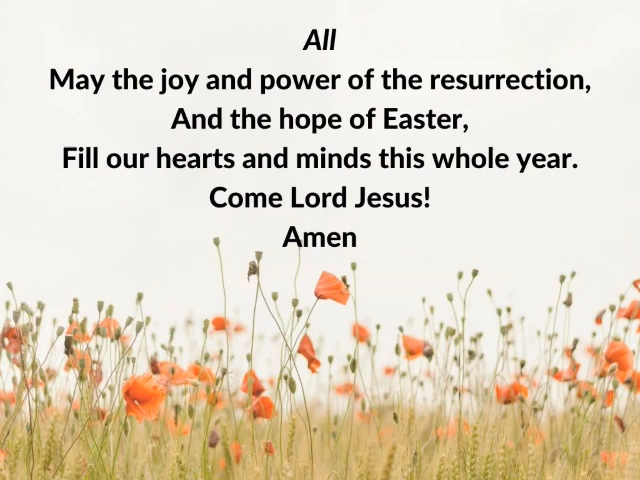 All
May the joy and power of the resurrection,
And the hope of Easter,
Fill our hearts and minds this whole year.
Come Lord Jesus!
Amen